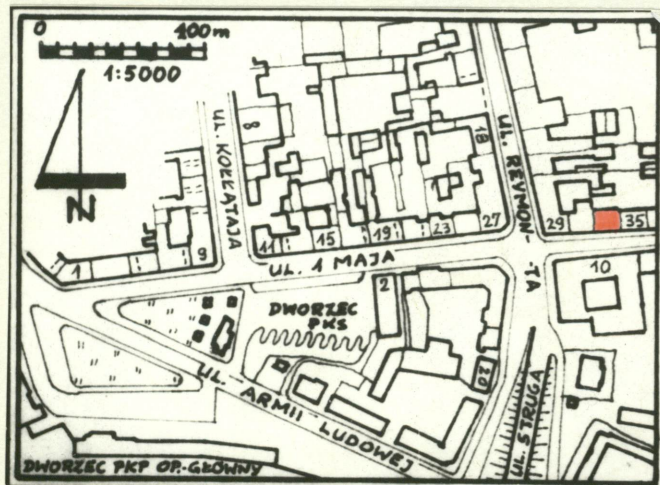 0 100m
1:5000
N
UL. KOŁŁĄTAJA
8
18
UL. REYMON-TA
1
9
11
15
19
23
27
29
35
UL. 1 MAJA
2
10
DWORZEC
PKS
20
UL. ARMII LUDOWEJ
UL. STRUGA
DWORZEC PKP OP.-GŁÓWNY